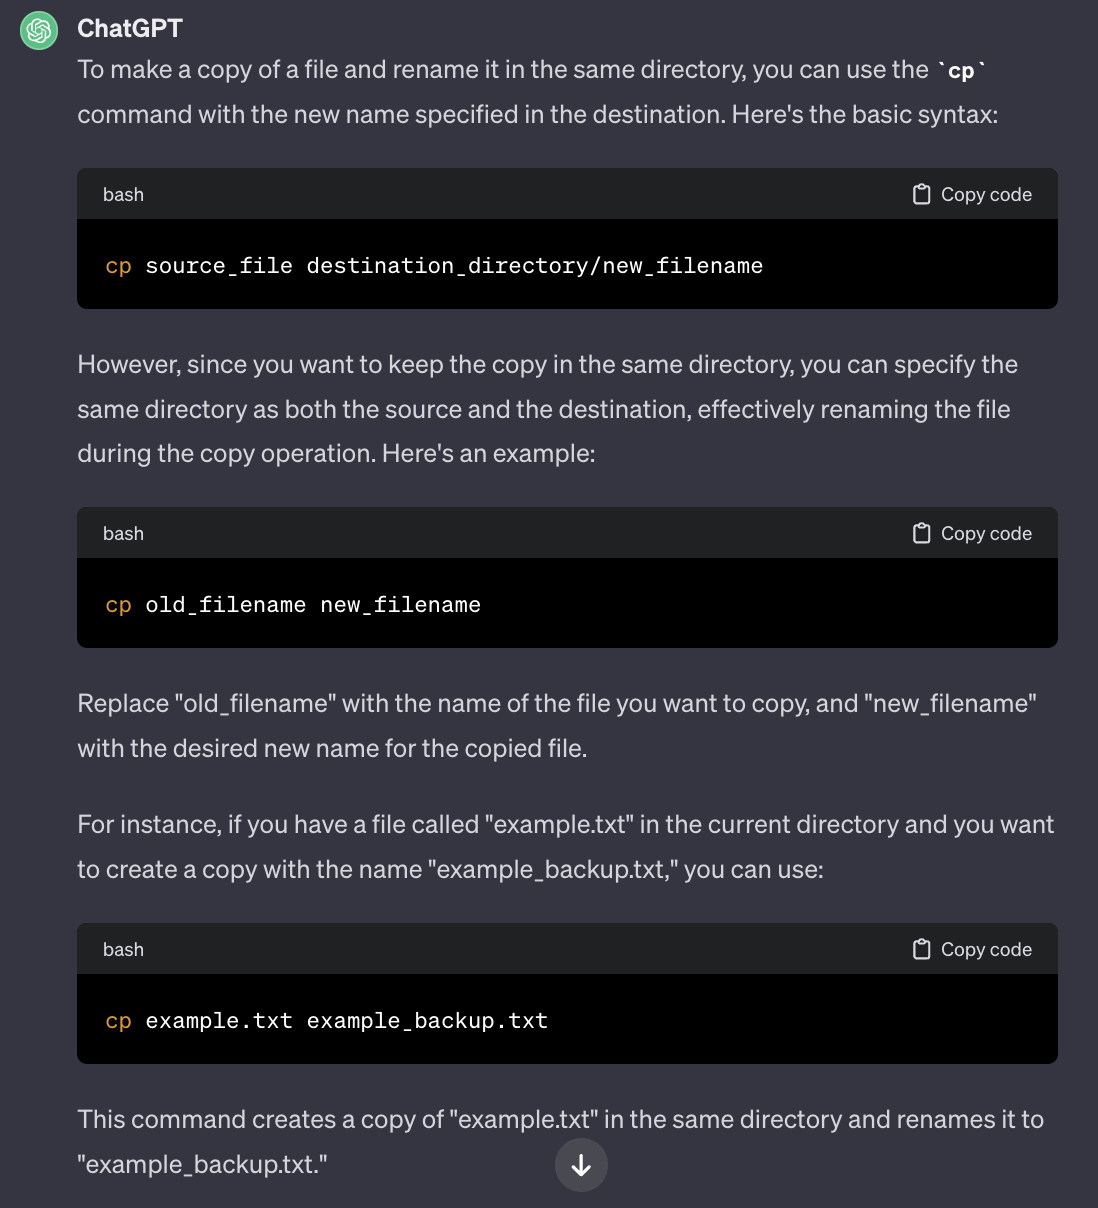 ChatGPT
To make a copy of a file and rename it in the same directory, you can use the `cp`
command with the new name specified in the destination. Here's the basic syntax:
bash Copy code
cp source_file destination_directory/new_filename
However, since you want to keep the copy in the same directory, you can specify the
same directory as both the source and the destination, effectively renaming the file
during the copy operation. Here's an example:
bash Copy code
cp old_filename new_filename
Replace "old_filename" with the name of the file you want to copy, and "new_filename"
with the desired new name for the copied file.
For instance, if you have a file called "example.txt" in the current directory and you want
to create a copy with the name "example_backup.txt," you can use:
bash Copy code
cp example.txt example_backup.txt
This command creates a copy of "example.txt" in the same directory and renames it to
"example_backup.txt."